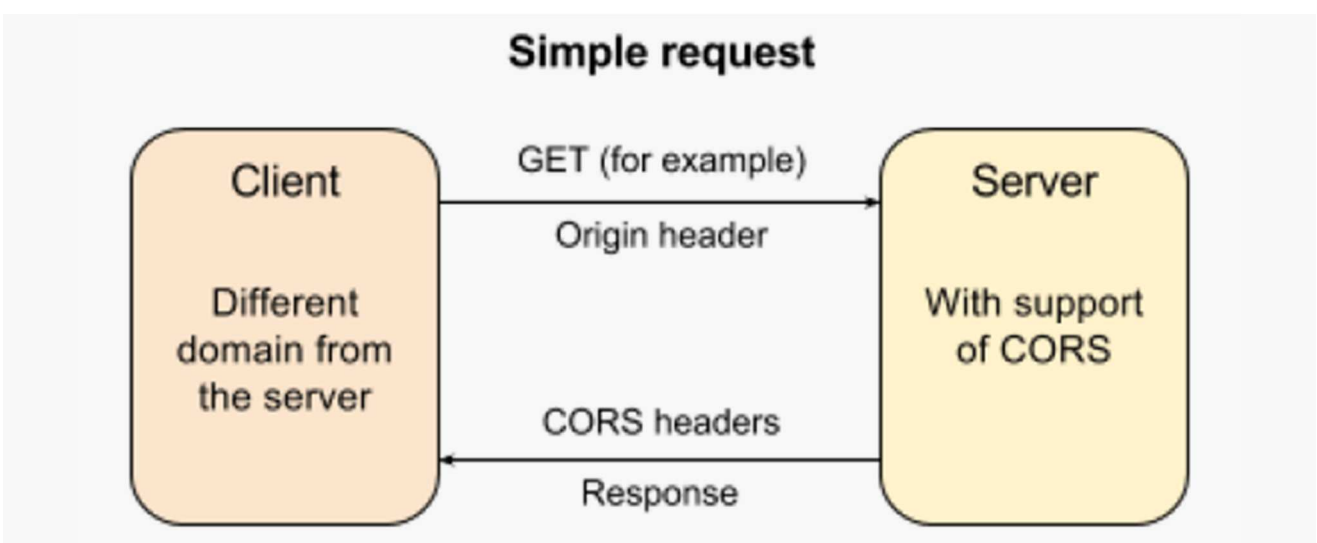 Simple request
Client
Different
domain from
the server
GET (for example)
Origin header
CORS headers
Response
Server
With support
of CORS